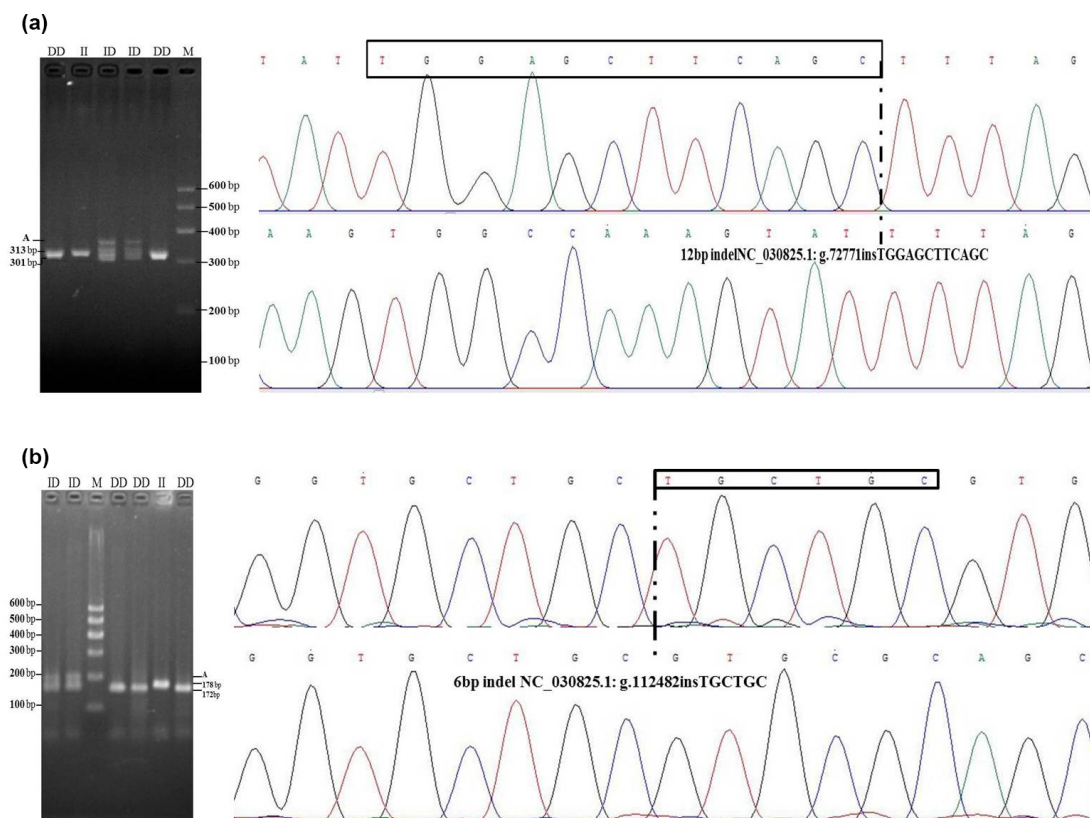 (a)
DD II ID ID DD M
T A T T G G A G C T T C A G C T T T A G
600 bp
500 bp
400 bp
A
313 bp
301 bp
300 bp
200 bp
100 bp
A A G T G G C C A A A G T A T T T T A G
12bp indelNC_030825.1: g.72771insTGGAGCTTCAGC
(b)
ID ID M DD DD II DD
G G T G C T G C T G C T G C G T G
600 bp
500 bp
400 bp
300 bp
200 bp
100 bp
A
178 bp
172 bp
G G T G C T G C G T G C G C A G C
6bp indel NC_030825.1: g.112482insTGCTGC